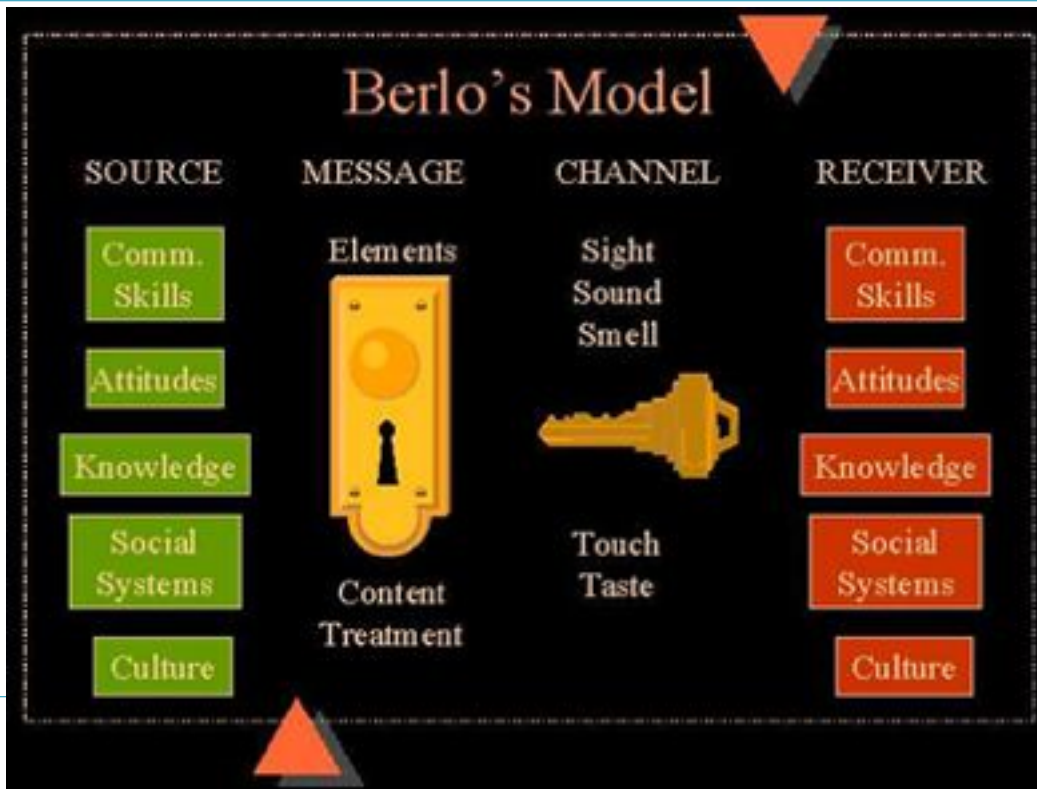 Berlo's Model
SOURCE
Comm.
Skills
Attitudes
Knowledge
Social
Systems
Culture
MESSAGE
Elements
Content
Treatment
CHANNEL
Sight
Sound
Smell
Touch
Taste
RECEIVER
Comm.
Skills
Attitudes
Knowledge
Social
Systems
Culture